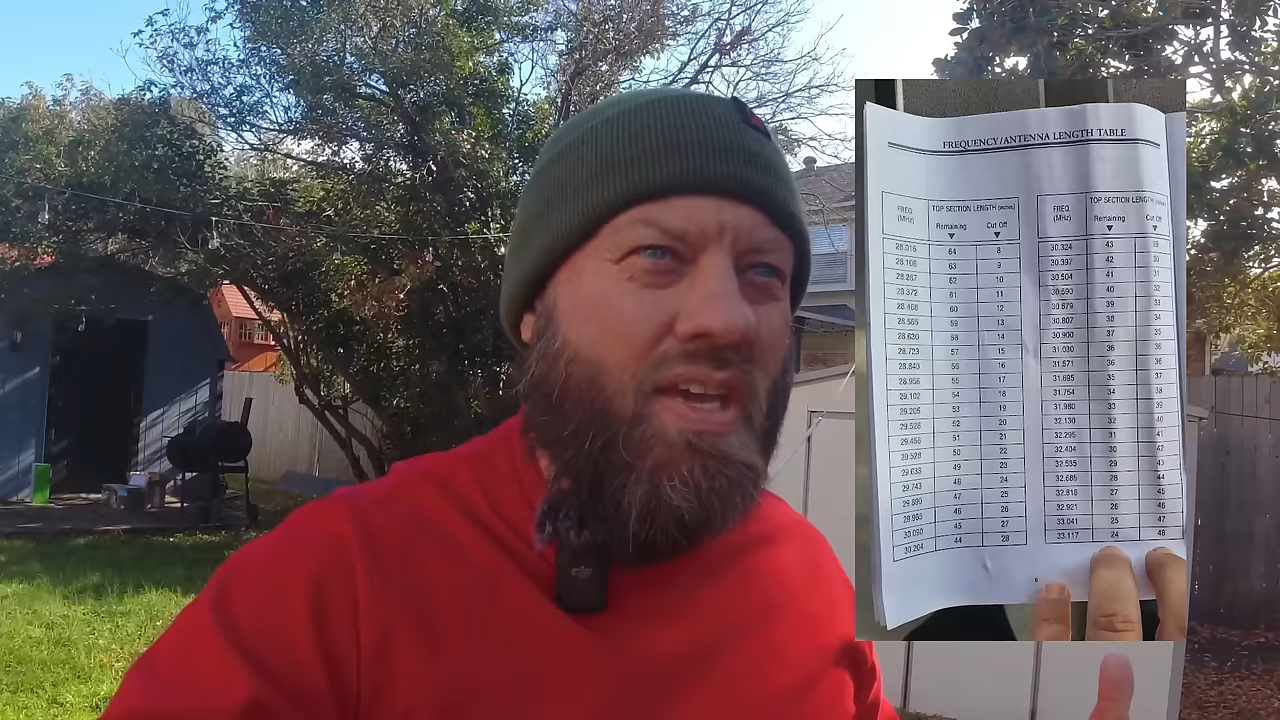 FREQUENCY/ANTENNA LENGTH TABLE
FREQ. (MHz) TOP SECTION LENGTH (INCHES) FREQ. (MHz) TOP SECTION LENGTH (INCHES)
Remaining Cut Off Remaining Cut Off
28.016 64 8 30.324 43 29
28.106 63 9 30.397 42 30
28.267 62 10 30.504 41 31
28.372 61 11 30.590 40 32
28.468 60 12 30.679 39 33
28.565 59 13 30.807 38 34
28.630 58 14 30.900 37 35
28.723 57 15 31.030 36 36
28.840 56 16 31.571 36 36
28.956 55 17 31.695 35 37
29.102 54 18 31.754 34 38
29.205 53 19 31.980 33 39
29.528 52 20 32.130 32 40
29.456 51 21 32.295 31 41
29.528 50 22 32.404 30 42
29.633 49 23 32.535 29 43
29.743 48 24 32.685 28 44
29.890 47 25 32.818 27 45
29.965 46 26 32.921 26 46
30.090 45 27 33.041 25 47
30.204 44 28 33.117 24 48
6
dji